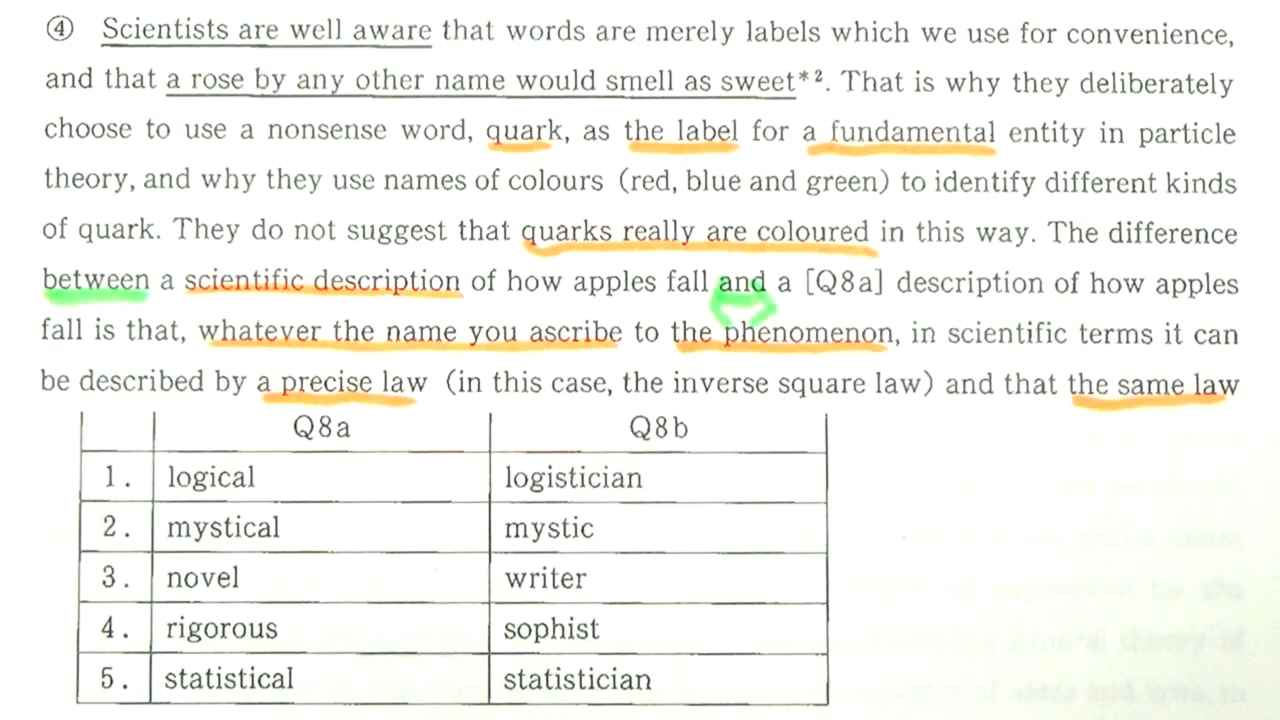 ④ Scientists are well aware that words are merely labels which we use for convenience,
and that a rose by any other name would smell as sweet*². That is why they deliberately
choose to use a nonsense word, quark, as the label for a fundamental entity in particle
theory, and why they use names of colours (red, blue and green) to identify different kinds
of quark. They do not suggest that quarks really are coloured in this way. The difference
between a scientific description of how apples fall and a [Q8a] description of how apples
fall is that, whatever the name you ascribe to the phenomenon, in scientific terms it can
be described by a precise law (in this case, the inverse square law) and that the same law
Q8a Q8b
1. logical logistician
2. mystical mystic
3. novel writer
4. rigorous sophist
5. statistical statistician